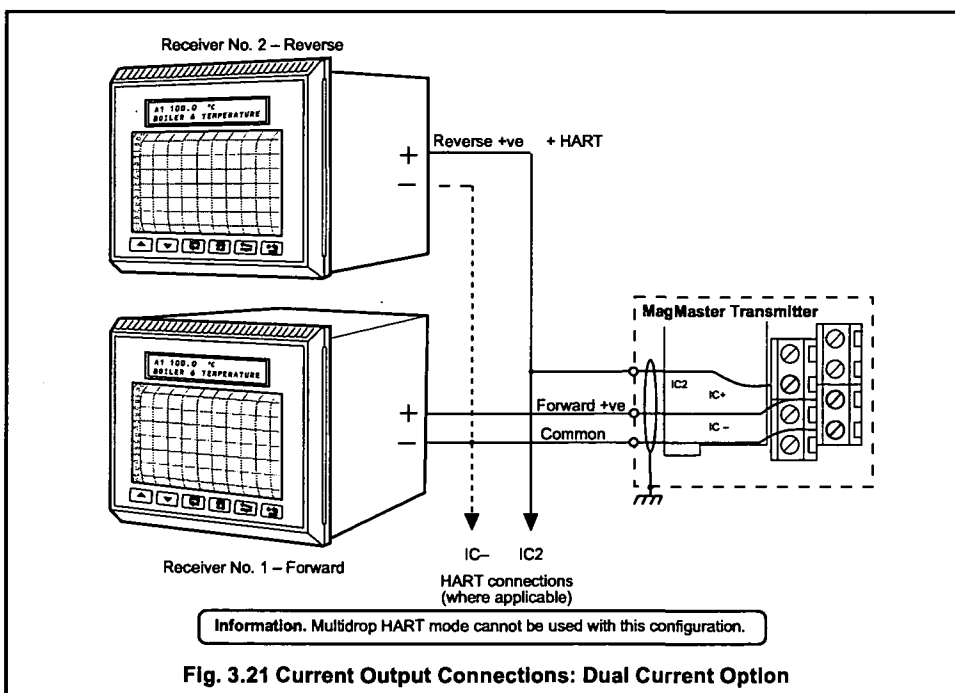 Receiver No. 2 – Reverse
A1 100.0 °C
BOILER 6 TEMPERATURE
Reverse +ve + HART
+
–
MagMaster Transmitter
A1 100.0 °C
BOILER 6 TEMPERATURE
IC2
IC+
Forward +ve
+
IC –
Common
–
IC– IC2
Receiver No. 1 – Forward
HART connections
(where applicable)
Information. Multidrop HART mode cannot be used with this configuration.
Fig. 3.21 Current Output Connections: Dual Current Option